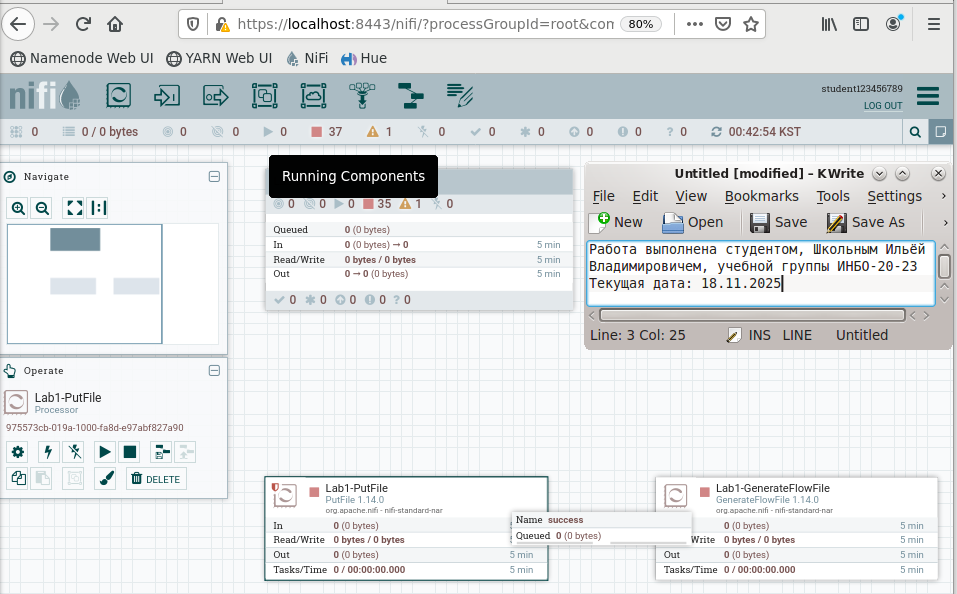 https://localhost:8443/nifi/?processGroupId=root&con
80%
Namenode Web UI
YARN Web UI
NiFi
Hue
nifi
student123456789
LOG OUT
0
0 / 0 bytes
0
0
0
37
1
0
0
0
0
0
0
00:42:54 KST
Navigate
Operate
Lab1-PutFile
Processor
975573cb-019a-1000-fa8d-e97abf827a90
DELETE
Running Components
0 0 0 35 1 0
Queued 0 (0 bytes)
In 0 (0 bytes) → 0 5 min
Read/Write 0 bytes / 0 bytes 5 min
Out 0 → 0 (0 bytes) 5 min
0 0 0 0 ? 0
Untitled [modified] – KWrite
File Edit View Bookmarks Tools Settings
New Open Save Save As
Работа выполнена студентом, Школьным Ильёй
Владимировичем, учебной группы ИНБО-20-23
Текущая дата: 18.11.2025
Line: 3 Col: 25 INS LINE Untitled
Lab1-PutFile
PutFile 1.14.0
org.apache.nifi - nifi-standard-nar
In 0 (0 bytes)
Read/Write 0 bytes / 0 bytes
Out 0 (0 bytes) 5 min
Tasks/Time 0 / 00:00:00.000 5 min
Name success
Queued 0 (0 bytes)
Lab1-GenerateFlowFile
GenerateFlowFile 1.14.0
org.apache.nifi - nifi-standard-nar
0 (0 bytes) 5 min
Write 0 bytes / 0 bytes 5 min
Out 0 (0 bytes) 5 min
Tasks/Time 0 / 00:00:00.000 5 min